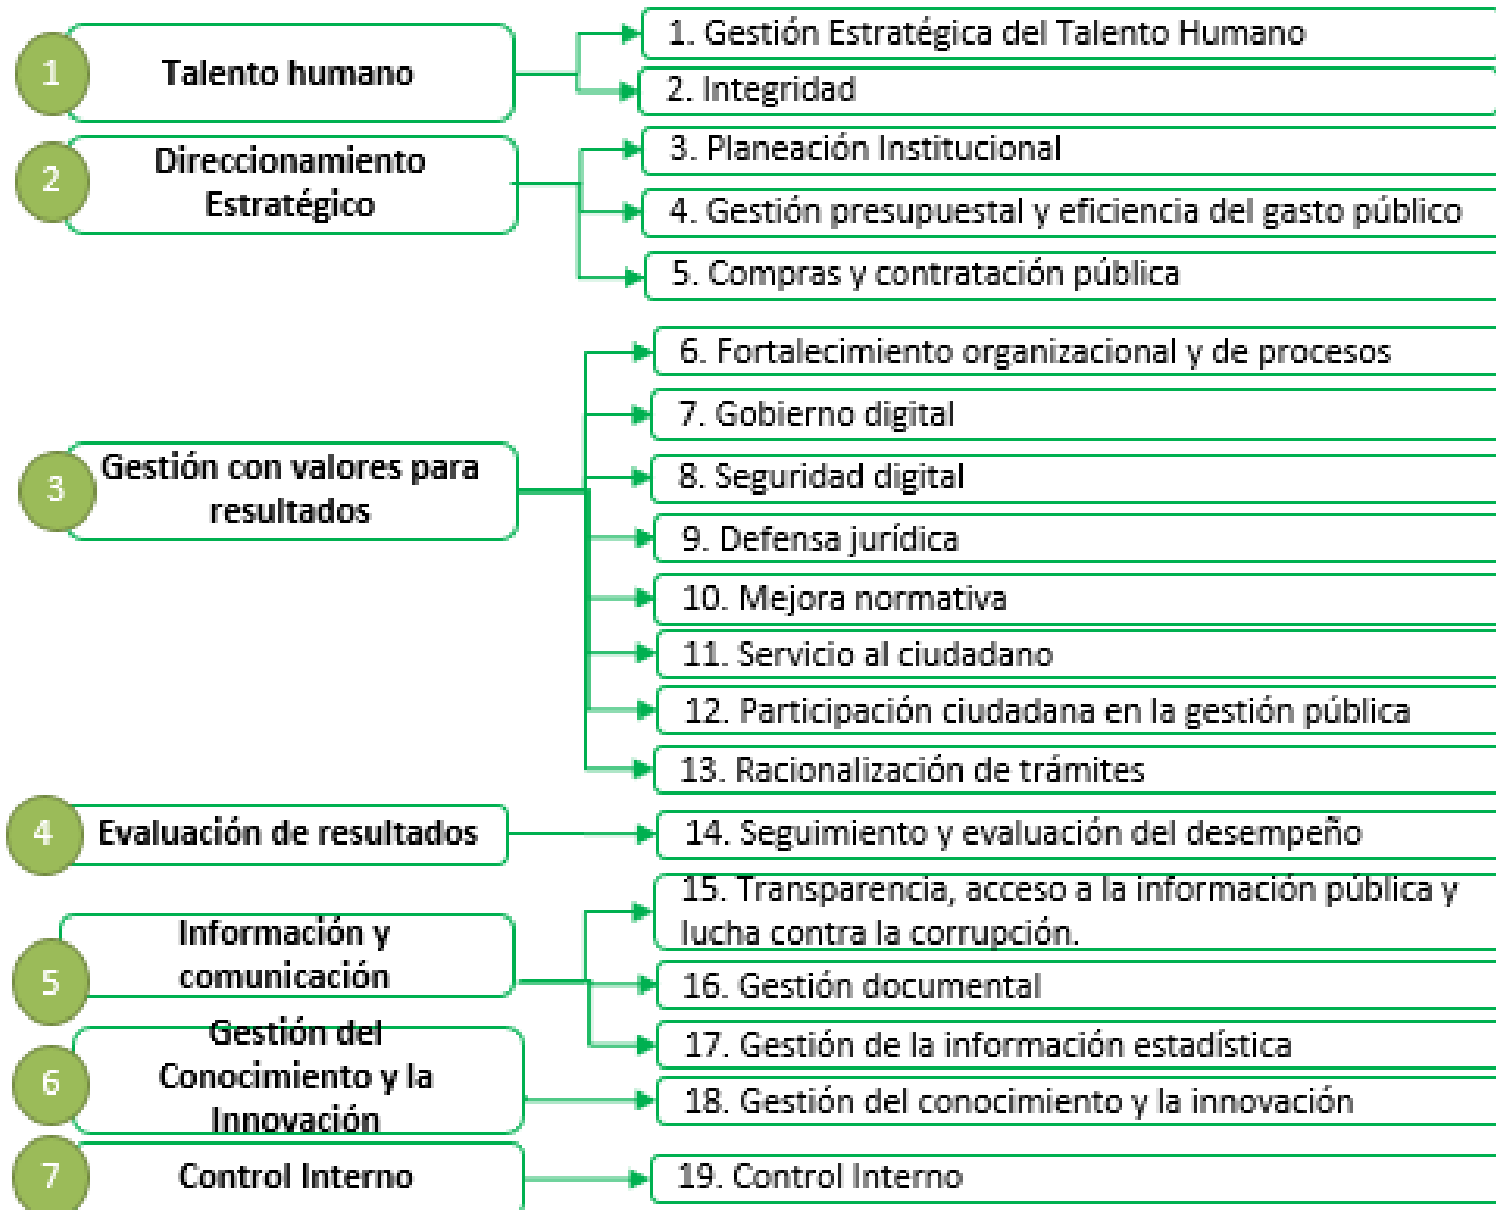 1
Talento humano
1. Gestión Estratégica del Talento Humano
2. Integridad
2
Direccionamiento
Estratégico
3. Planeación Institucional
4. Gestión presupuestal y eficiencia del gasto público
5. Compras y contratación pública
3
Gestión con valores para
resultados
6. Fortalecimiento organizacional y de procesos
7. Gobierno digital
8. Seguridad digital
9. Defensa jurídica
10. Mejora normativa
11. Servicio al ciudadano
12. Participación ciudadana en la gestión pública
13. Racionalización de trámites
4
Evaluación de resultados
14. Seguimiento y evaluación del desempeño
5
Información y
comunicación
15. Transparencia, acceso a la información pública y
lucha contra la corrupción.
16. Gestión documental
17. Gestión de la información estadística
6
Gestión del
Conocimiento y la
Innovación
18. Gestión del conocimiento y la innovación
7
Control Interno
19. Control Interno